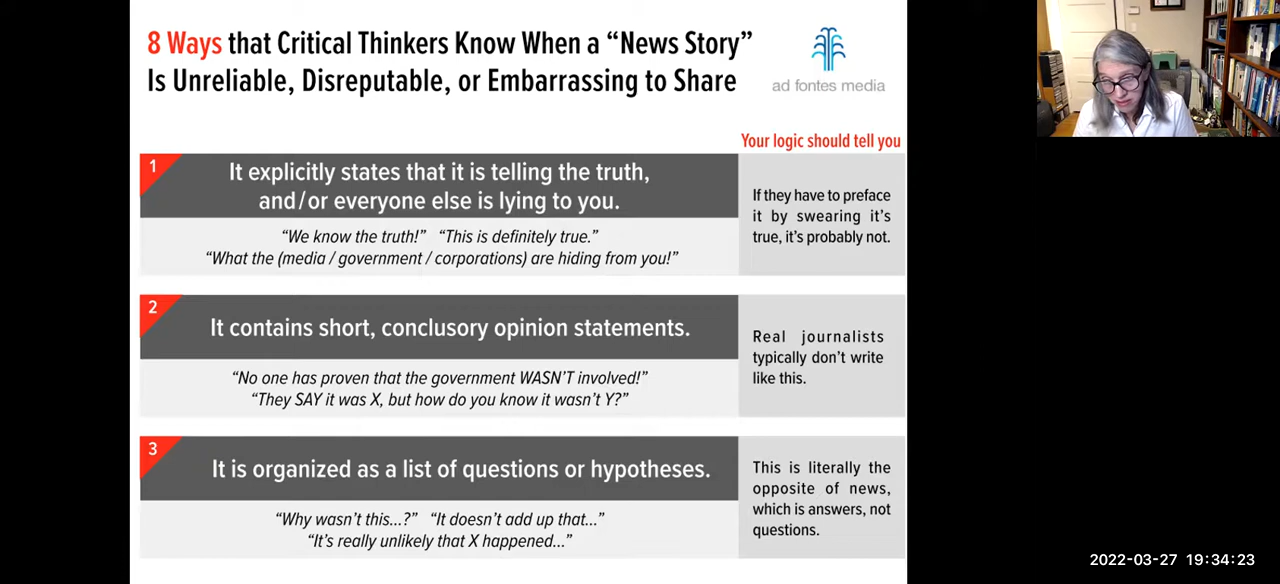 8 Ways that Critical Thinkers Know When a “News Story”
Is Unreliable, Disreputable, or Embarrassing to Share
ad fontes media
Your logic should tell you
1
It explicitly states that it is telling the truth,
and/or everyone else is lying to you.
“We know the truth!” “This is definitely true.”
“What the (media / government / corporations) are hiding from you!”
If they have to preface
it by swearing it’s
true, it’s probably not.
2
It contains short, conclusory opinion statements.
“No one has proven that the government WASN’T involved!”
“They SAY it was X, but how do you know it wasn’t Y?”
Real journalists
typically don’t write
like this.
3
It is organized as a list of questions or hypotheses.
“Why wasn’t this...?” “It doesn’t add up that...”
“It’s really unlikely that X happened...”
This is literally the
opposite of news,
which is answers, not
questions.
2022-03-27 19:34:23